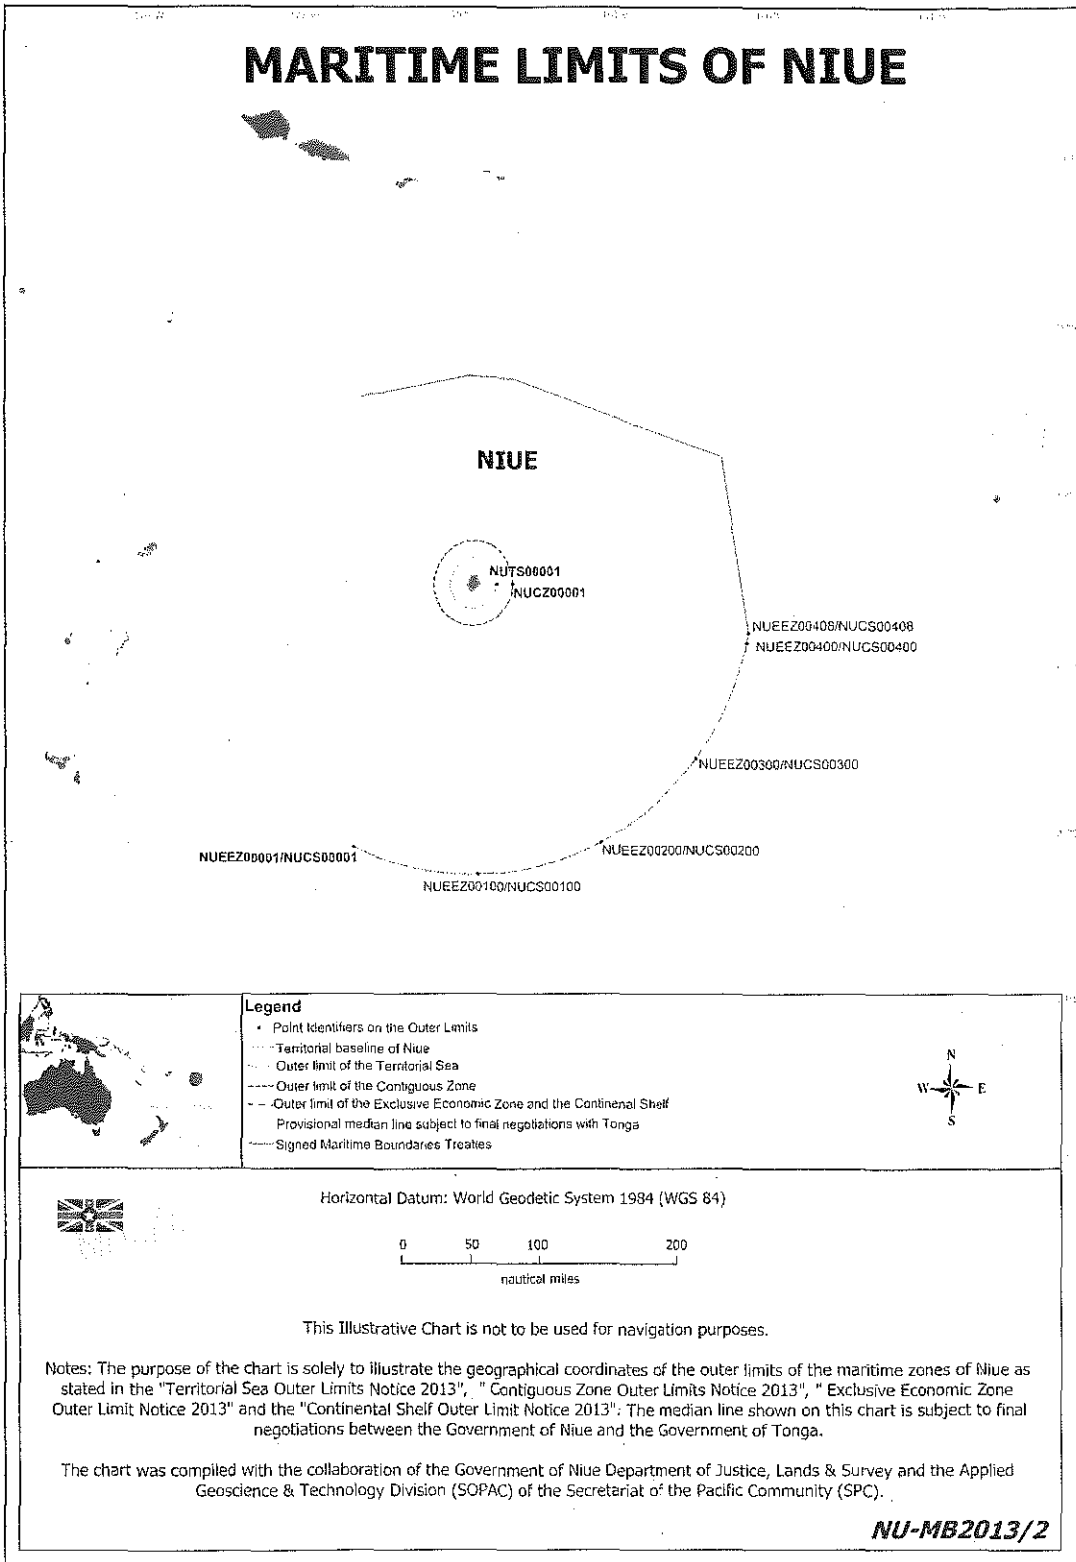 MARITIME LIMITS OF NIUE
NIUE
NUTS00001
NUCZ00001
NUEEZ00408/NUCS00408
NUEEZ00400/NUCS00400
NUEEZ00300/NUCS00300
NUEEZ00001/NUCS00001
NUEEZ00200/NUCS00200
NUEEZ00100/NUCS00100
Legend
Point Identifiers on the Outer Limits
Territorial baseline of Niue
Outer limit of the Territorial Sea
Outer limit of the Contiguous Zone
Outer limit of the Exclusive Economic Zone and the Continenal Shelf
Provisional median line subject to final negotiations with Tonga
Signed Maritime Boundaries Treaties
N
W E
S
Horizontal Datum: World Geodetic System 1984 (WGS 84)
0 50 100 200
nautical miles
This Illustrative Chart is not to be used for navigation purposes.
Notes: The purpose of the chart is solely to illustrate the geographical coordinates of the outer limits of the maritime zones of Niue as
stated in the "Territorial Sea Outer Limits Notice 2013", " Contiguous Zone Outer Limits Notice 2013", " Exclusive Economic Zone
Outer Limit Notice 2013" and the "Continental Shelf Outer Limit Notice 2013". The median line shown on this chart is subject to final
negotiations between the Government of Niue and the Government of Tonga.
The chart was compiled with the collaboration of the Government of Niue Department of Justice, Lands & Survey and the Applied
Geoscience & Technology Division (SOPAC) of the Secretariat of the Pacific Community (SPC).
NU-MB2013/2